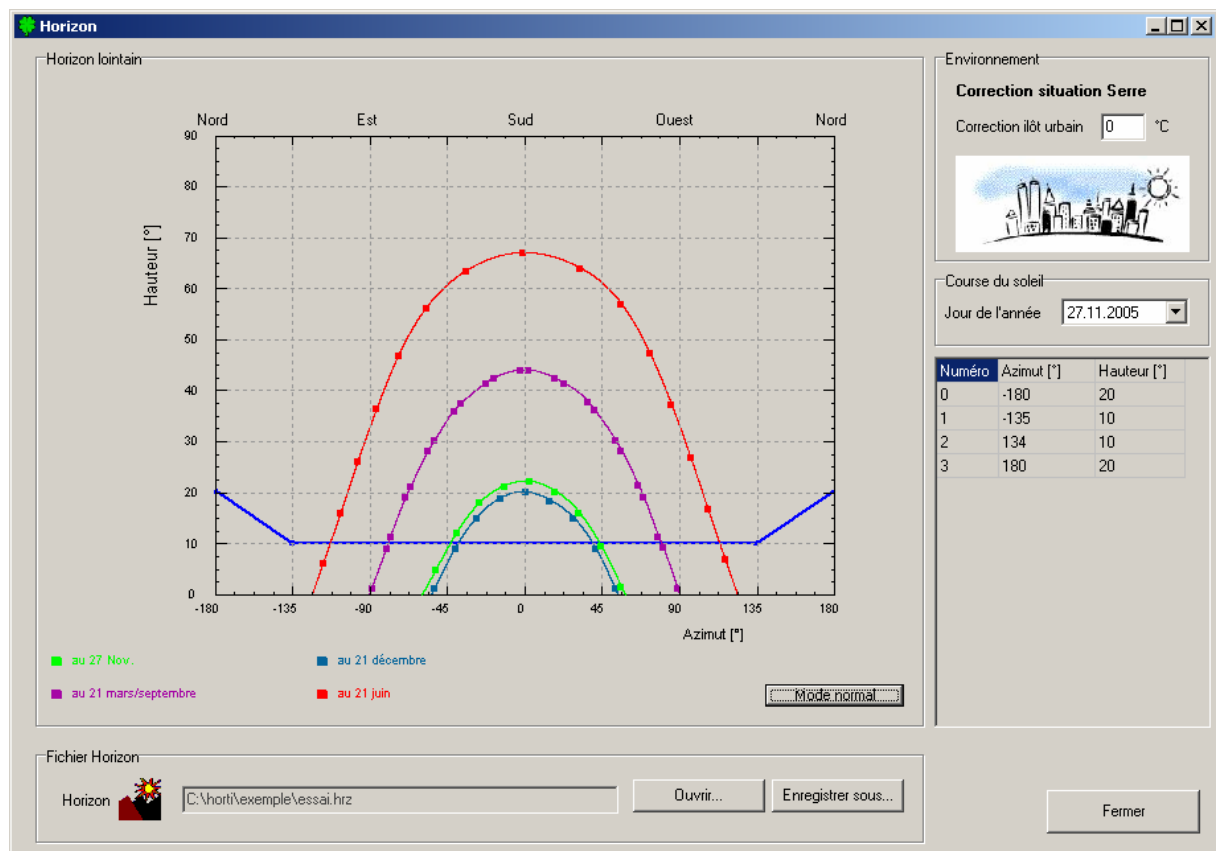 Horizon
Horizon lointain
Nord Est Sud Ouest Nord
Hauteur [°]
90
80
70
60
50
40
30
20
10
0
-180 -135 -90 -45 0 45 90 135 180
Azimut [°]
au 27 Nov. au 21 décembre
au 21 mars/septembre au 21 juin
Mode normal
Environnement
Correction situation Serre
Correction ilôt urbain 0 °C
Course du soleil
Jour de l'année 27.11.2005
Numéro Azimut [°] Hauteur [°]
0 -180 20
1 -135 10
2 134 10
3 180 20
Fichier Horizon
Horizon C:\horti\exemple\essai.hrz Ouvrir... Enregistrer sous...
Fermer